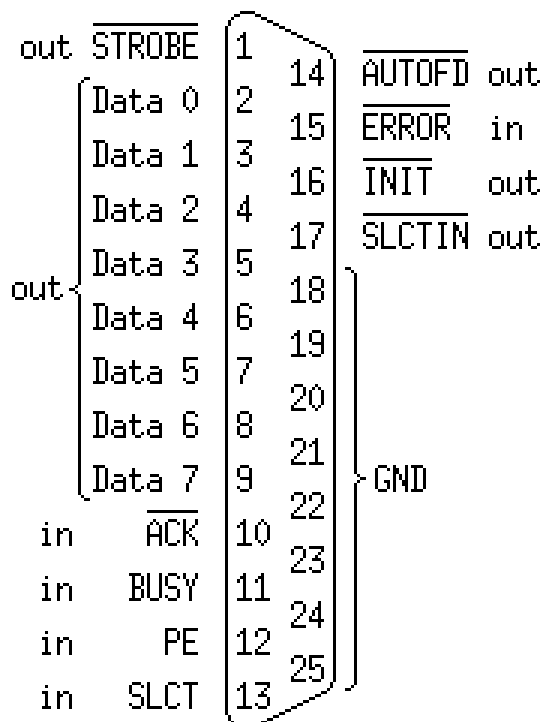 out STROBE 1
14 AUTOFD out
Data 0 2
15 ERROR in
Data 1 3
16 INIT out
Data 2 4
17 SLCTIN out
Data 3 5
out
18
Data 4 6
19
Data 5 7
20
Data 6 8
21
Data 7 9
GND
22
in ACK 10
23
in BUSY 11
24
in PE 12
25
in SLCT 13